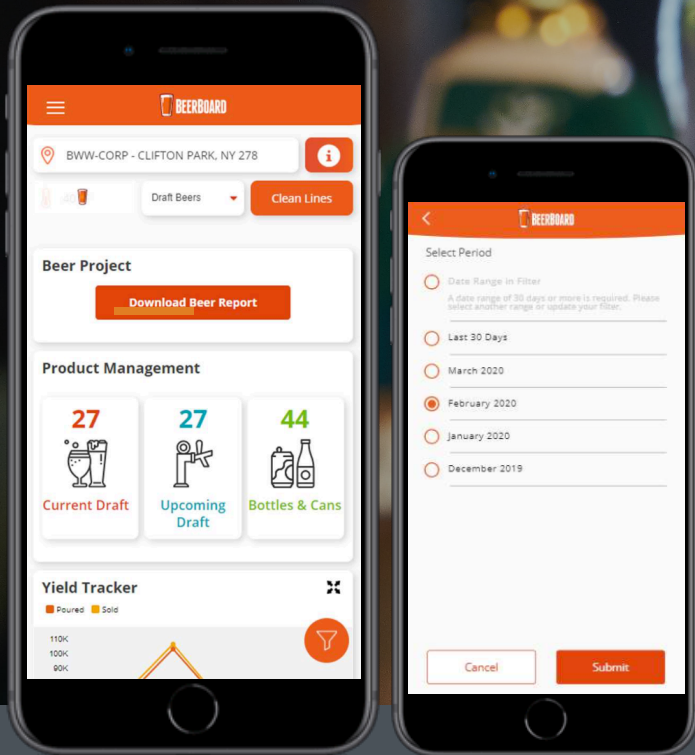 BEERBOARD
BWW-CORP - CLIFTON PARK, NY 278
i
Draft Beers
Clean Lines
Beer Project
Download Beer Report
Product Management
27
27
44
Current Draft
Upcoming
Draft
Bottles & Cans
Yield Tracker
Poured
Sold
110K
100K
90K
BEERBOARD
Select Period
Date Range in Filter
A date range of 30 days or more is required. Please
select another range or update your filter.
Last 30 Days
March 2020
February 2020
January 2020
December 2019
Cancel
Submit